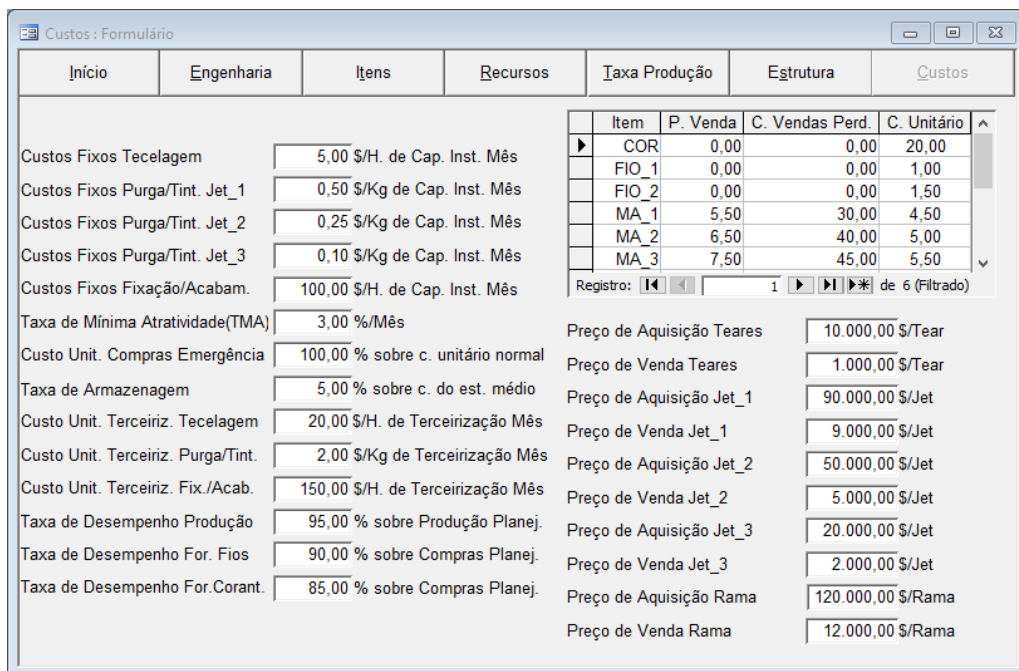 Custos : Formulário
Início Engenharia Itens Recursos Taxa Produção Estrutura Custos
Custos Fixos Tecelagem 5,00 $/H. de Cap. Inst. Mês
Custos Fixos Purga/Tint. Jet_1 0,50 $/Kg de Cap. Inst. Mês
Custos Fixos Purga/Tint. Jet_2 0,25 $/Kg de Cap. Inst. Mês
Custos Fixos Purga/Tint. Jet_3 0,10 $/Kg de Cap. Inst. Mês
Custos Fixos Fixação/Acabam. 100,00 $/H. de Cap. Inst. Mês
Taxa de Mínima Atratividade(TMA) 3,00 %/Mês
Custo Unit. Compras Emergência 100,00 % sobre c. unitário normal
Taxa de Armazenagem 5,00 % sobre c. do est. médio
Custo Unit. Terceiriz. Tecelagem 20,00 $/H. de Terceirização Mês
Custo Unit. Terceiriz. Purga/Tint. 2,00 $/Kg de Terceirização Mês
Custo Unit. Terceiriz. Fix./Acab. 150,00 $/H. de Terceirização Mês
Taxa de Desempenho Produção 95,00 % sobre Produção Planej.
Taxa de Desempenho For. Fios 90,00 % sobre Compras Planej.
Taxa de Desempenho For.Corant. 85,00 % sobre Compras Planej.
Item P. Venda C. Vendas Perd. C. Unitário
COR 0,00 0,00 20,00
FIO_1 0,00 0,00 1,00
FIO_2 0,00 0,00 1,50
MA_1 5,50 30,00 4,50
MA_2 6,50 40,00 5,00
MA_3 7,50 45,00 5,50
Registro: 1 de 6 (Filtrado)
Preço de Aquisição Teares 10.000,00 $/Tear
Preço de Venda Teares 1.000,00 $/Tear
Preço de Aquisição Jet_1 90.000,00 $/Jet
Preço de Venda Jet_1 9.000,00 $/Jet
Preço de Aquisição Jet_2 50.000,00 $/Jet
Preço de Venda Jet_2 5.000,00 $/Jet
Preço de Aquisição Jet_3 20.000,00 $/Jet
Preço de Venda Jet_3 2.000,00 $/Jet
Preço de Aquisição Rama 120.000,00 $/Rama
Preço de Venda Rama 12.000,00 $/Rama